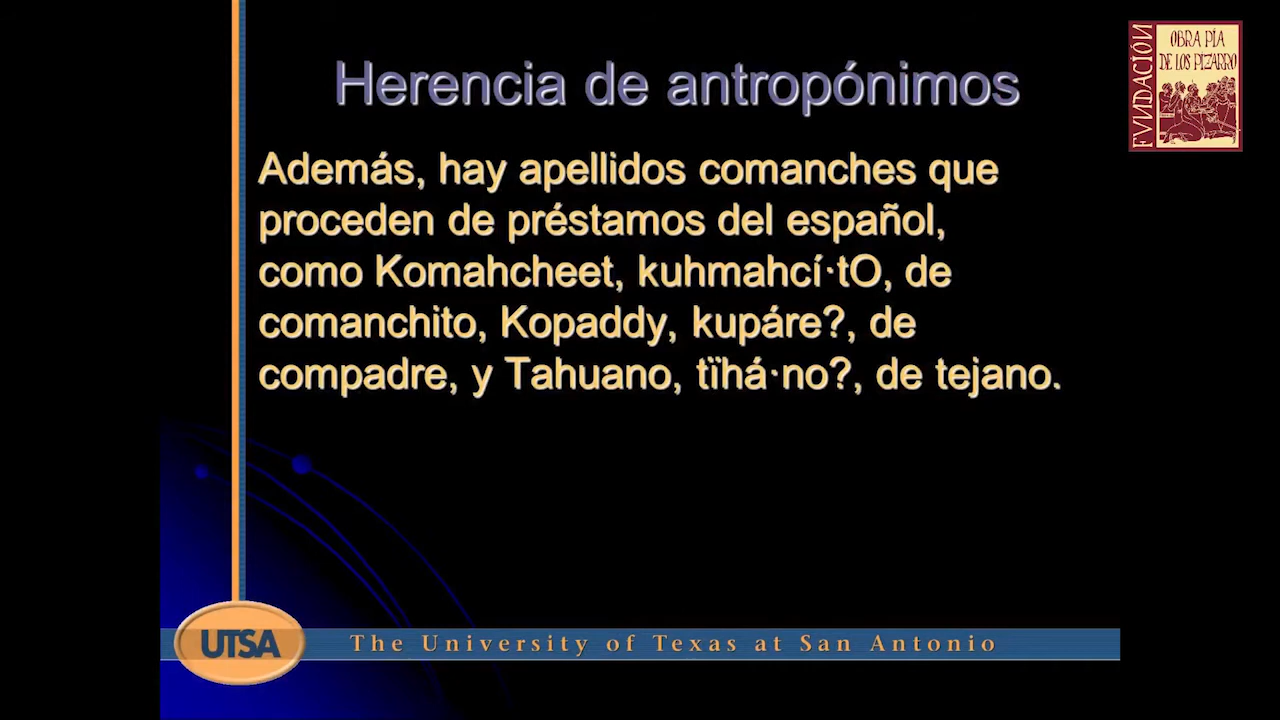 Herencia de antropónimos
FVNDACIÓN
OBRA PÍA
DE LOS PIZARRO
Además, hay apellidos comanches que
proceden de préstamos del español,
como Komahcheet, kuhmahcí·tO, de
comanchito, Kopaddy, kupáre?, de
compadre, y Tahuano, tïhá·no?, de tejano.
UTSA
The University of Texas at San Antonio